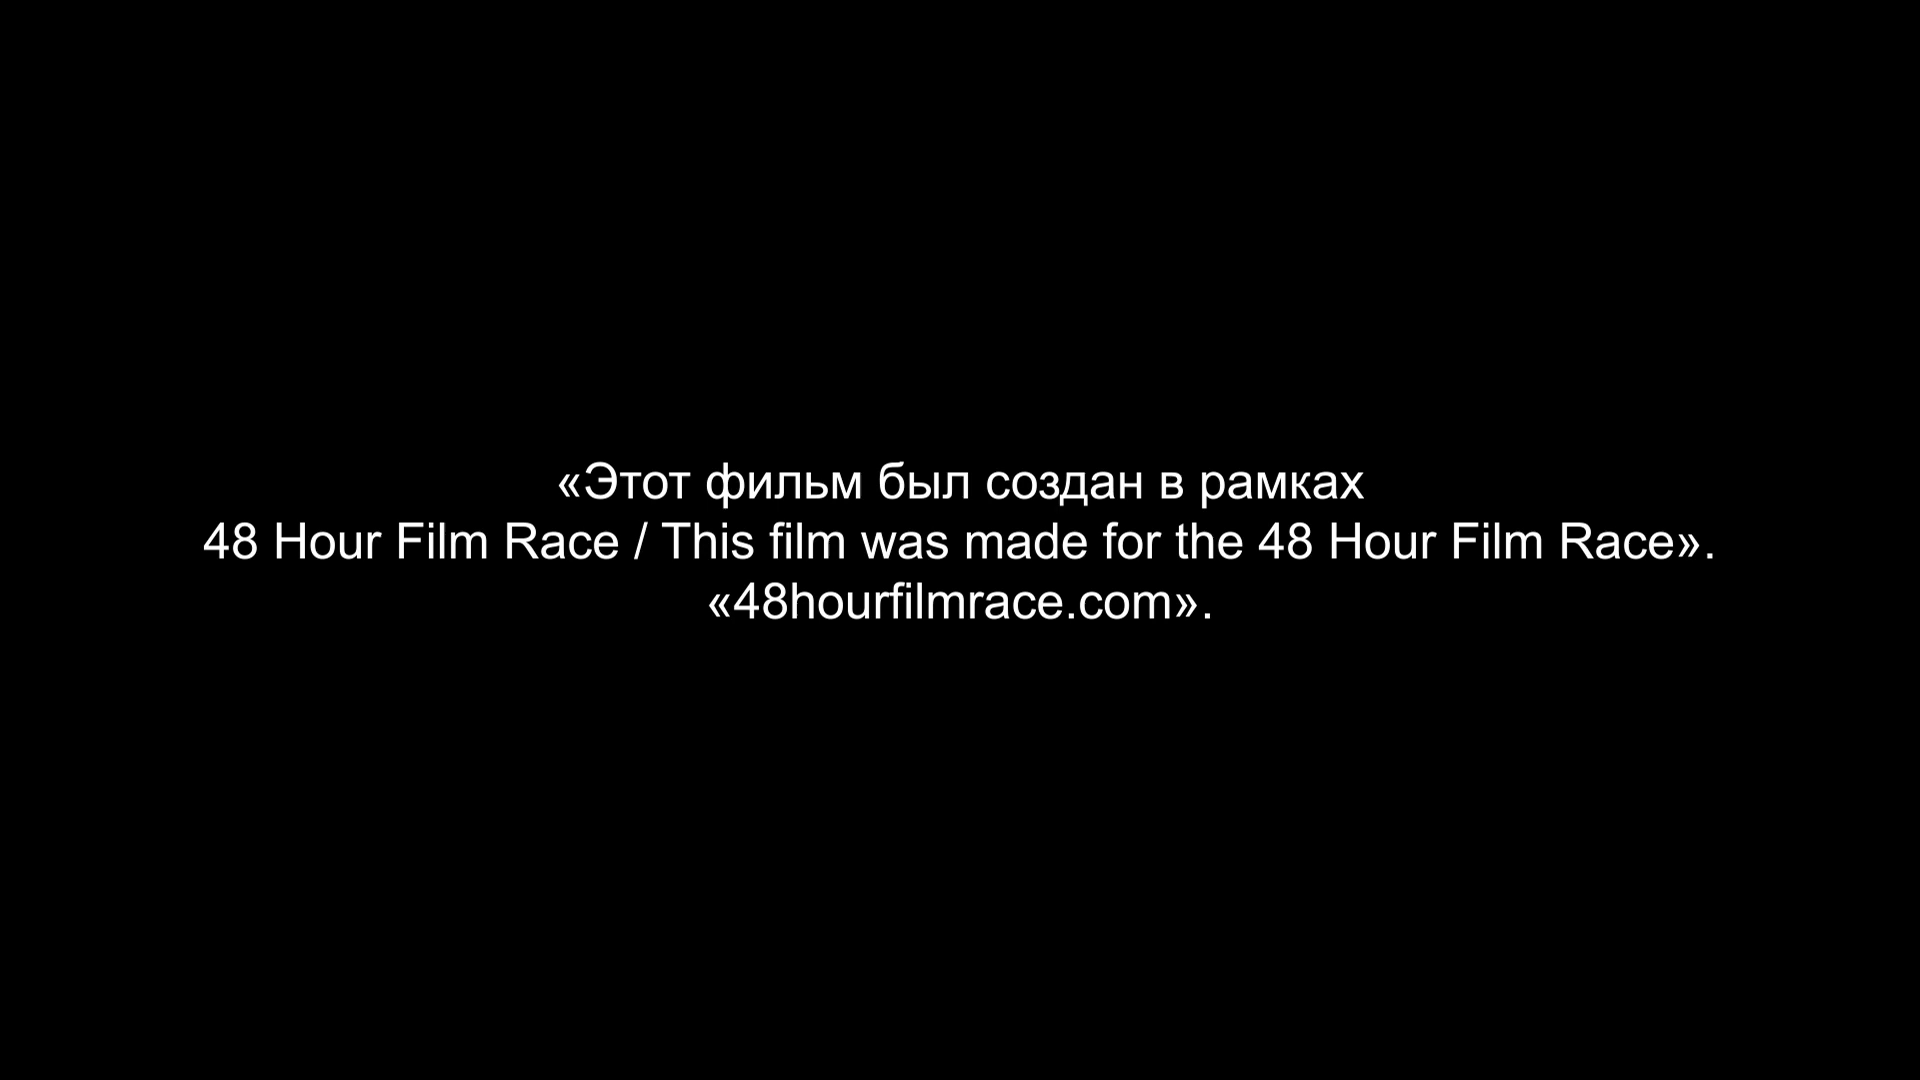 «Этот фильм был создан в рамках
48 Hour Film Race / This film was made for the 48 Hour Film Race».
«48hourfilmrace.com».